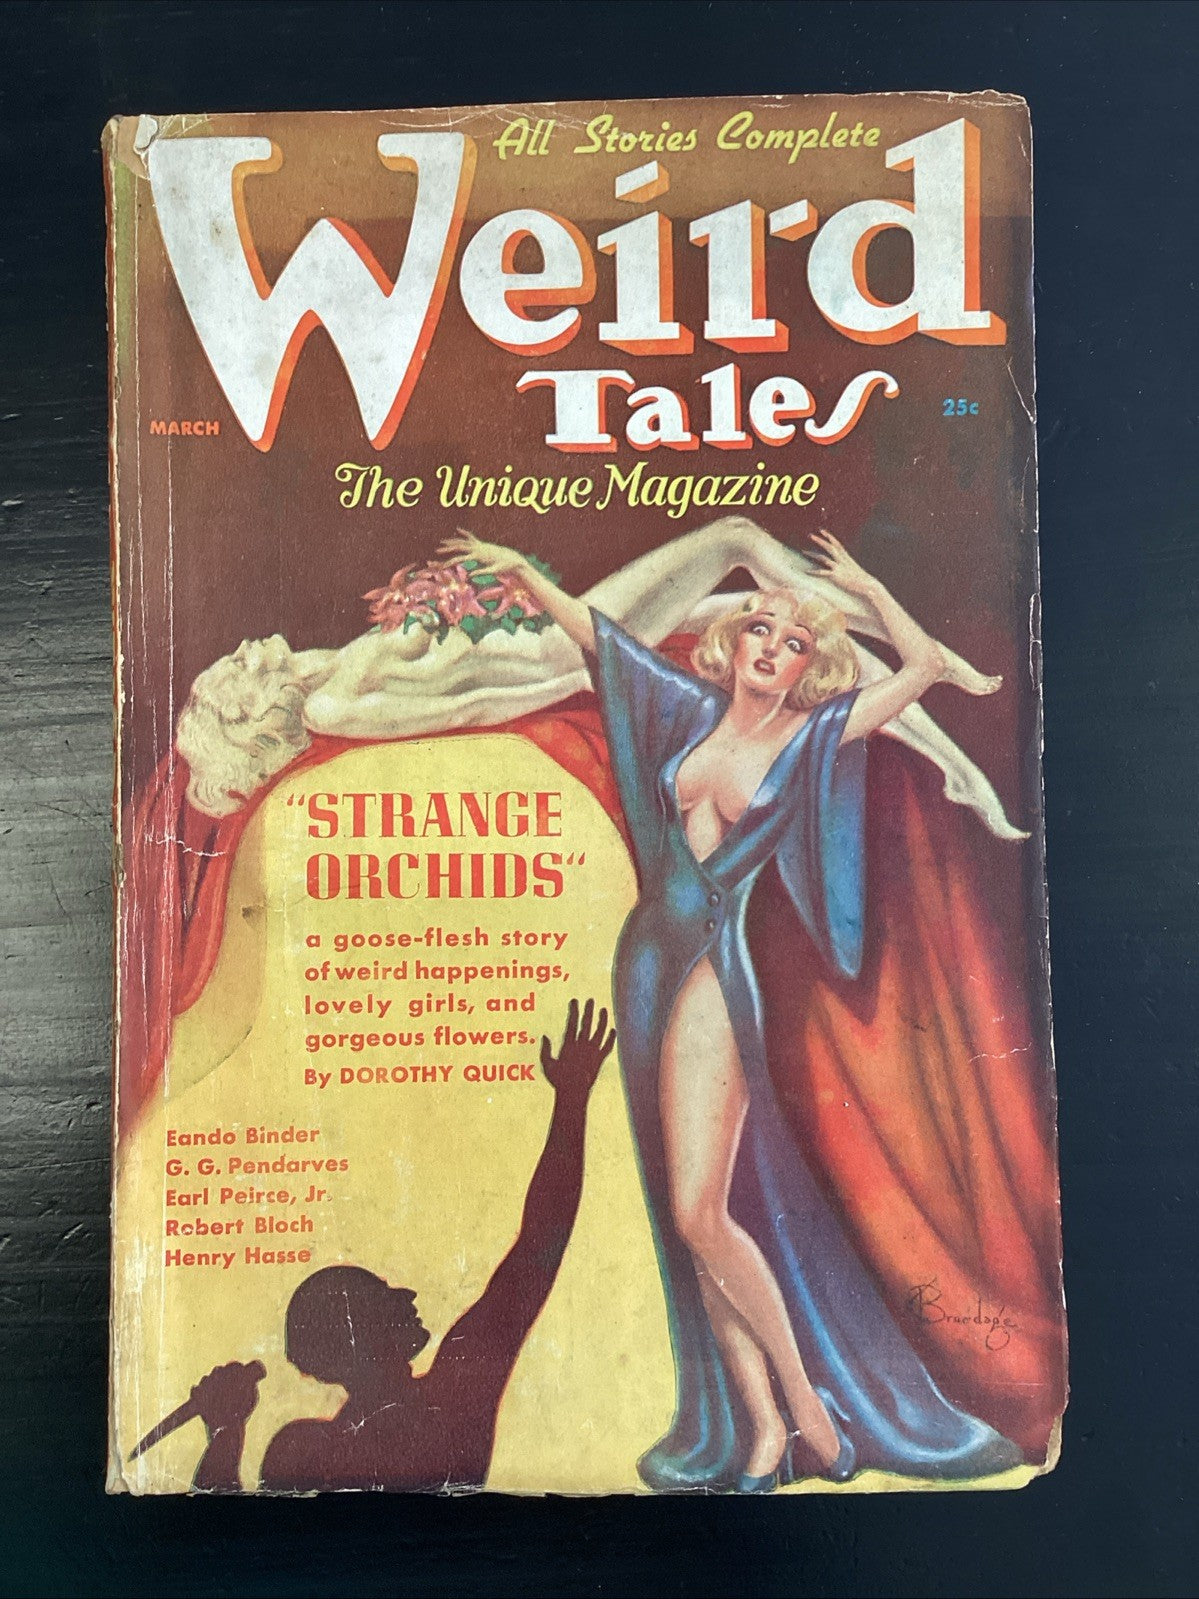 All Stories Complete
Weird
Tales
MARCH
25c
The Unique Magazine
"STRANGE
ORCHIDS"
a goose-flesh story
of weird happenings,
lovely girls, and
gorgeous flowers.
By DOROTHY QUICK
Eando Binder
G. G. Pendarves
Earl Peirce, Jr.
Robert Bloch
Henry Hasse
Brundage